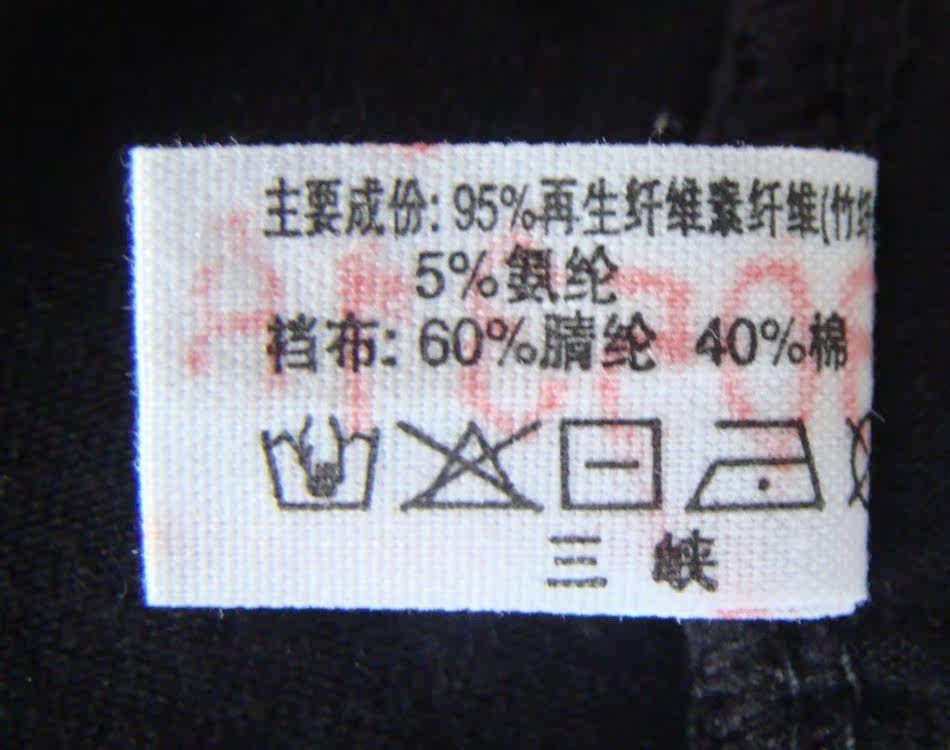 主要成份: 95%再生纤维素纤维(竹纤
5%氨纶
裆布: 60%腈纶 40%棉
三 峡